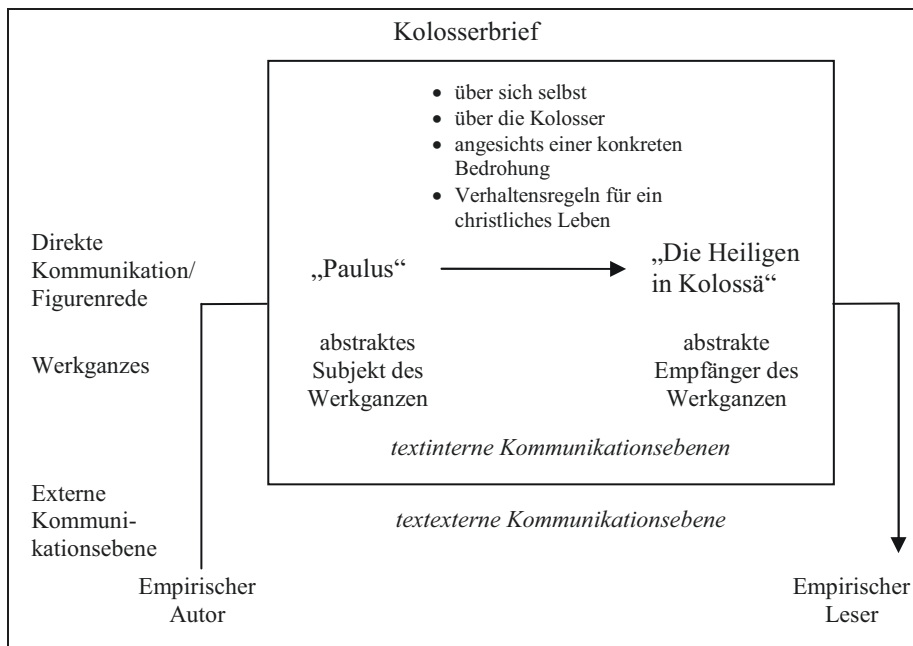 Kolosserbrief
• über sich selbst
• über die Kolosser
• angesichts einer konkreten
Bedrohung
• Verhaltensregeln für ein
christliches Leben
Direkte
Kommunikation/
Figurenrede
„Paulus“
„Die Heiligen
in Kolossä“
Werkganzes
abstraktes
Subjekt des
Werkganzen
abstrakte
Empfänger des
Werkganzen
textinterne Kommunikationsebenen
Externe
Kommuni-
kationsebene
textexterne Kommunikationsebene
Empirischer
Autor
Empirischer
Leser